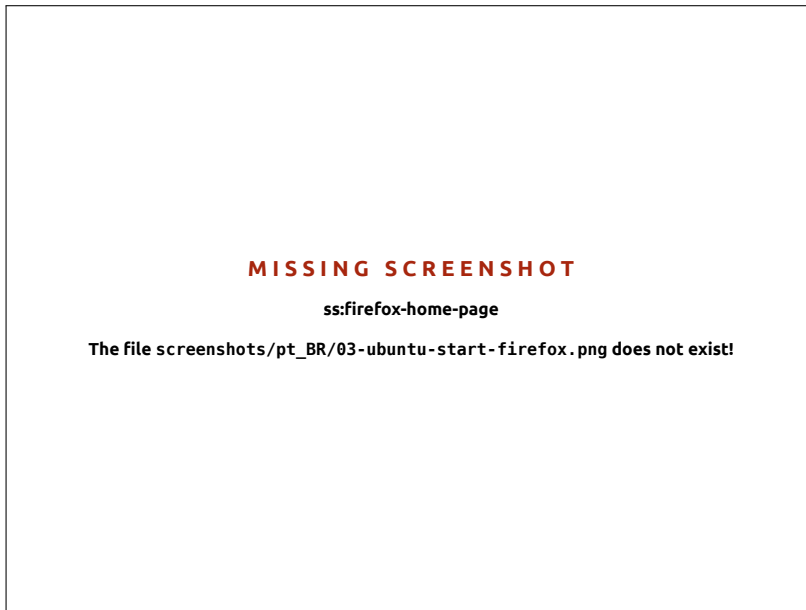 MISSING SCREENSHOT
ss:firefox-home-page
The file screenshots/pt_BR/03-ubuntu-start-firefox.png does not exist!